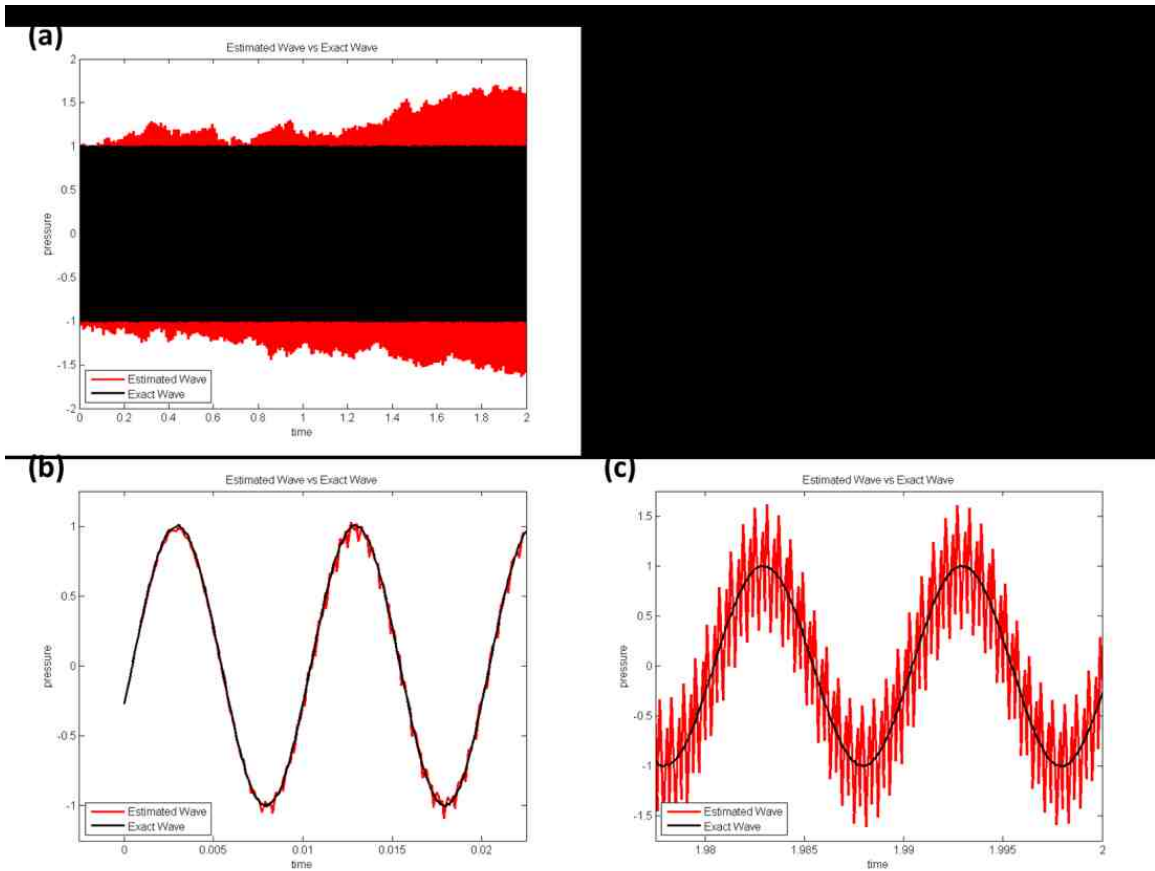 (a)
Estimated Wave vs Exact Wave
2
1.5
1
0.5
0
-0.5
-1
-1.5
-2
pressure
Estimated Wave
Exact Wave
0 0.2 0.4 0.6 0.8 1 1.2 1.4 1.6 1.8 2
time
(b)
Estimated Wave vs Exact Wave
1
0.5
0
-0.5
-1
pressure
Estimated Wave
Exact Wave
0 0.005 0.01 0.015 0.02
time
(c)
Estimated Wave vs Exact Wave
1.5
1
0.5
0
-0.5
-1
-1.5
pressure
Estimated Wave
Exact Wave
1.98 1.985 1.99 1.995 2
time